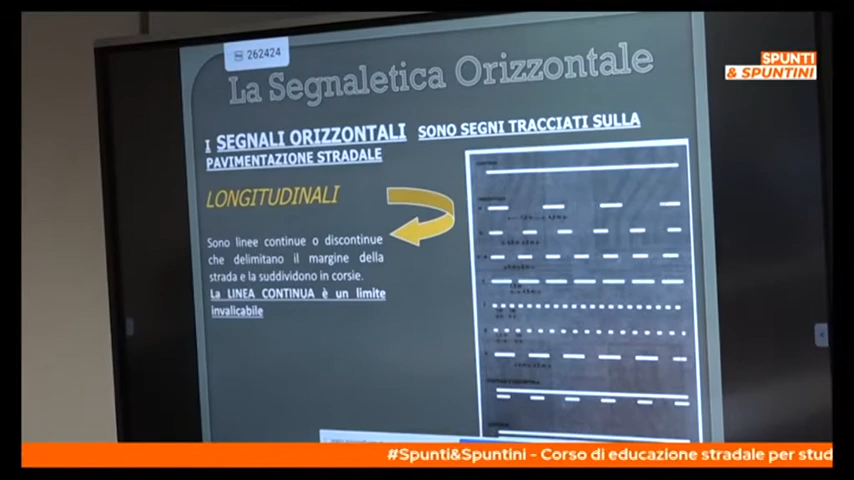 262424
SPUNTI
& SPUNTINI
La Segnaletica Orizzontale
I SEGNALI ORIZZONTALI SONO SEGNI TRACCIATI SULLA
PAVIMENTAZIONE STRADALE
LONGITUDINALI
Sono linee continue o discontinue
che delimitano il margine della
strada e la suddividono in corsie.
La LINEA CONTINUA è un limite
invalicabile
#Spunti&Spuntini - Corso di educazione stradale per stud